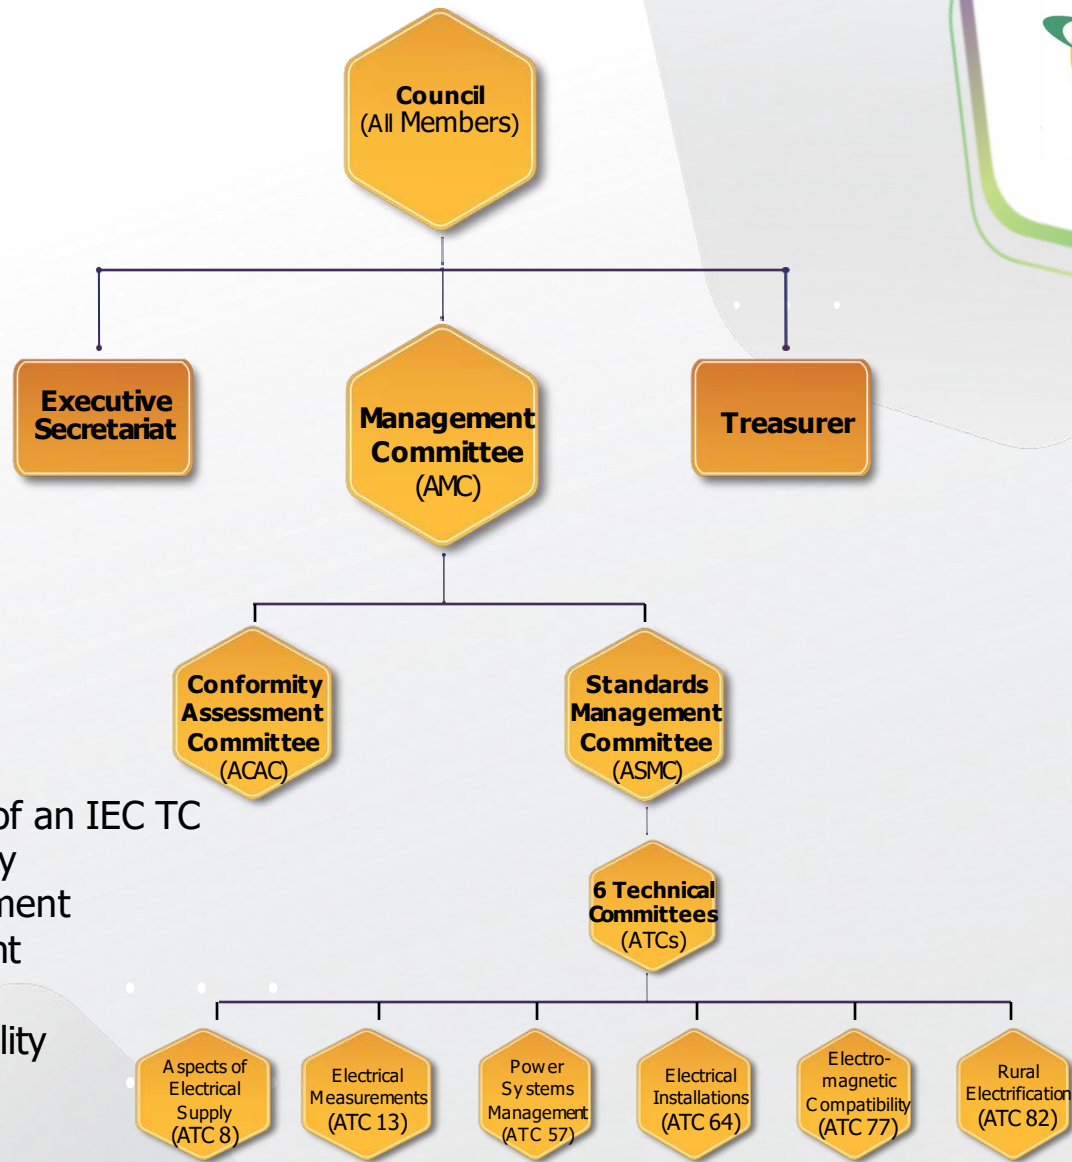 Council
(All Members)
Executive
Secretariat
Management
Committee
(AMC)
Treasurer
Conformity
Assessment
Committee
(ACAC)
Standards
Management
Committee
(ASMC)
of an IEC TC
y
ment
nt
lity
6 Technical
Committees
(ATCs)
Aspects of
Electrical
Supply
(ATC 8)
Electrical
Measurements
(ATC 13)
Power
Systems
Management
(ATC 57)
Electrical
Installations
(ATC 64)
Electro-
magnetic
Compatibility
(ATC 77)
Rural
Electrification
(ATC 82)